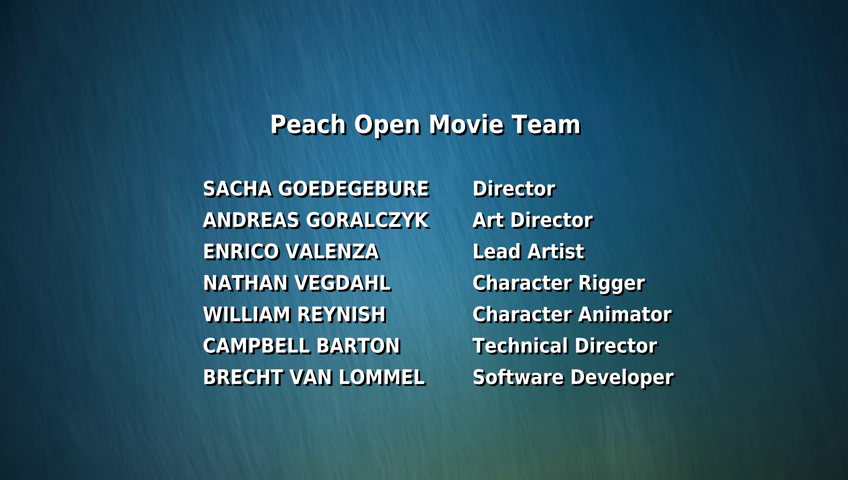 Peach Open Movie Team
SACHA GOEDEGEBURE Director
ANDREAS GORALCZYK Art Director
ENRICO VALENZA Lead Artist
NATHAN VEGDAHL Character Rigger
WILLIAM REYNISH Character Animator
CAMPBELL BARTON Technical Director
BRECHT VAN LOMMEL Software Developer